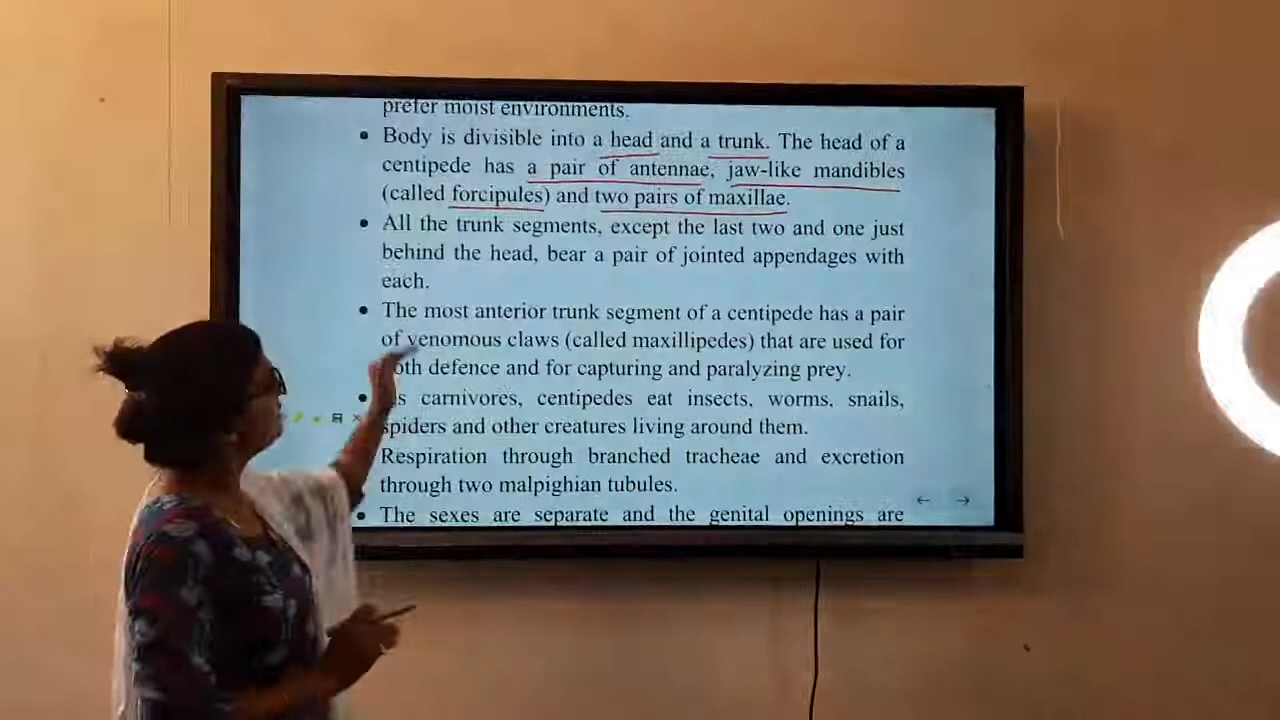 prefer moist environments.
• Body is divisible into a head and a trunk. The head of a
centipede has a pair of antennae, jaw-like mandibles
(called forcipules) and two pairs of maxillae.
• All the trunk segments, except the last two and one just
behind the head, bear a pair of jointed appendages with
each.
• The most anterior trunk segment of a centipede has a pair
of venomous claws (called maxillipedes) that are used for
both defence and for capturing and paralyzing prey.
• As carnivores, centipedes eat insects, worms, snails,
spiders and other creatures living around them.
Respiration through branched tracheae and excretion
through two malpighian tubules.
• The sexes are separate and the genital openings are